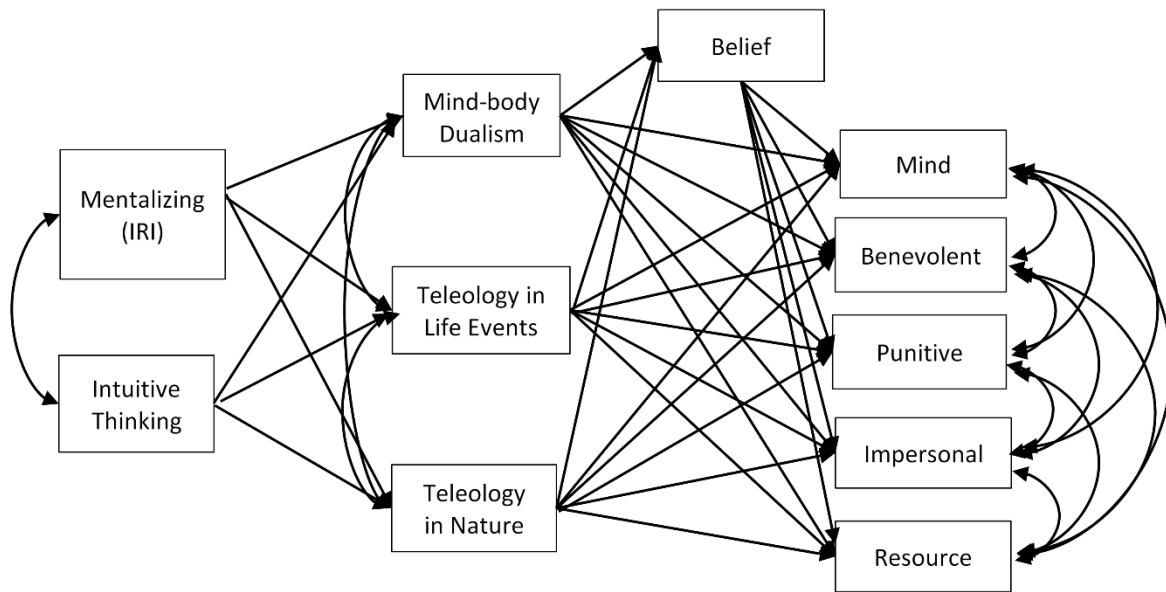 Belief
Mind-body
Dualism
Mentalizing
(IRI)
Mind
Benevolent
Teleology in
Life Events
Punitive
Intuitive
Thinking
Impersonal
Teleology
in Nature
Resource